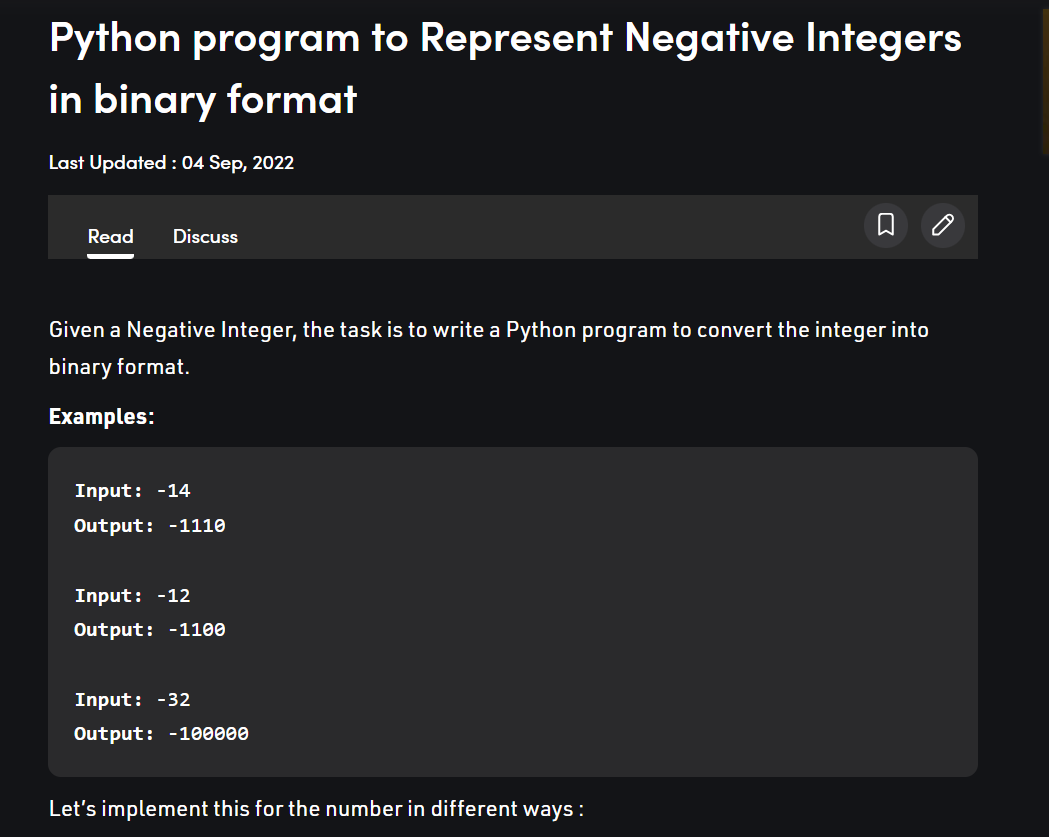 Python program to Represent Negative Integers
in binary format
Last Updated : 04 Sep, 2022
Read Discuss
Given a Negative Integer, the task is to write a Python program to convert the integer into
binary format.
Examples:
Input: -14
Output: -1110
Input: -12
Output: -1100
Input: -32
Output: -100000
Let’s implement this for the number in different ways :